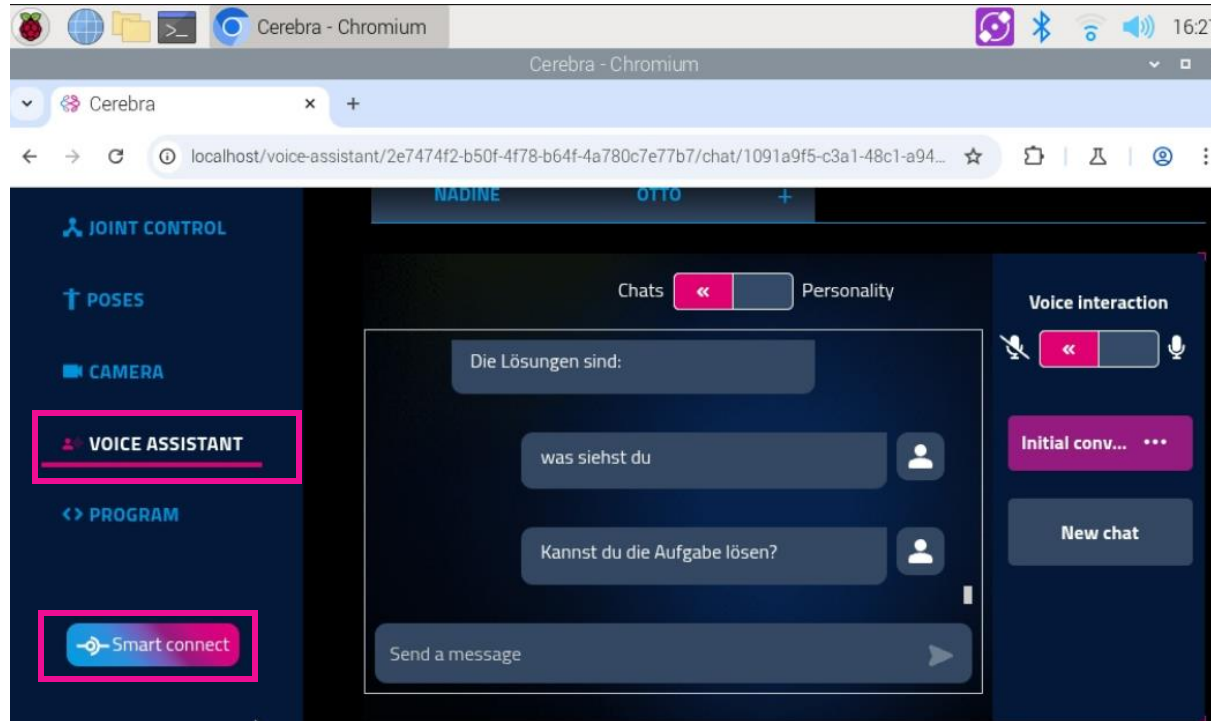 Cerebra - Chromium
16:2
Cerebra - Chromium
Cerebra
localhost/voice-assistant/2e7474f2-b50f-4f78-b64f-4a780c7e77b7/chat/1091a9f5-c3a1-48c1-a94...
NADINE OTTO +
JOINT CONTROL
POSES
CAMERA
VOICE ASSISTANT
<> PROGRAM
Smart connect
Chats « Personality
Die Lösungen sind:
was siehst du
Kannst du die Aufgabe lösen?
Send a message
Voice interaction
«
Initial conv... •••
New chat